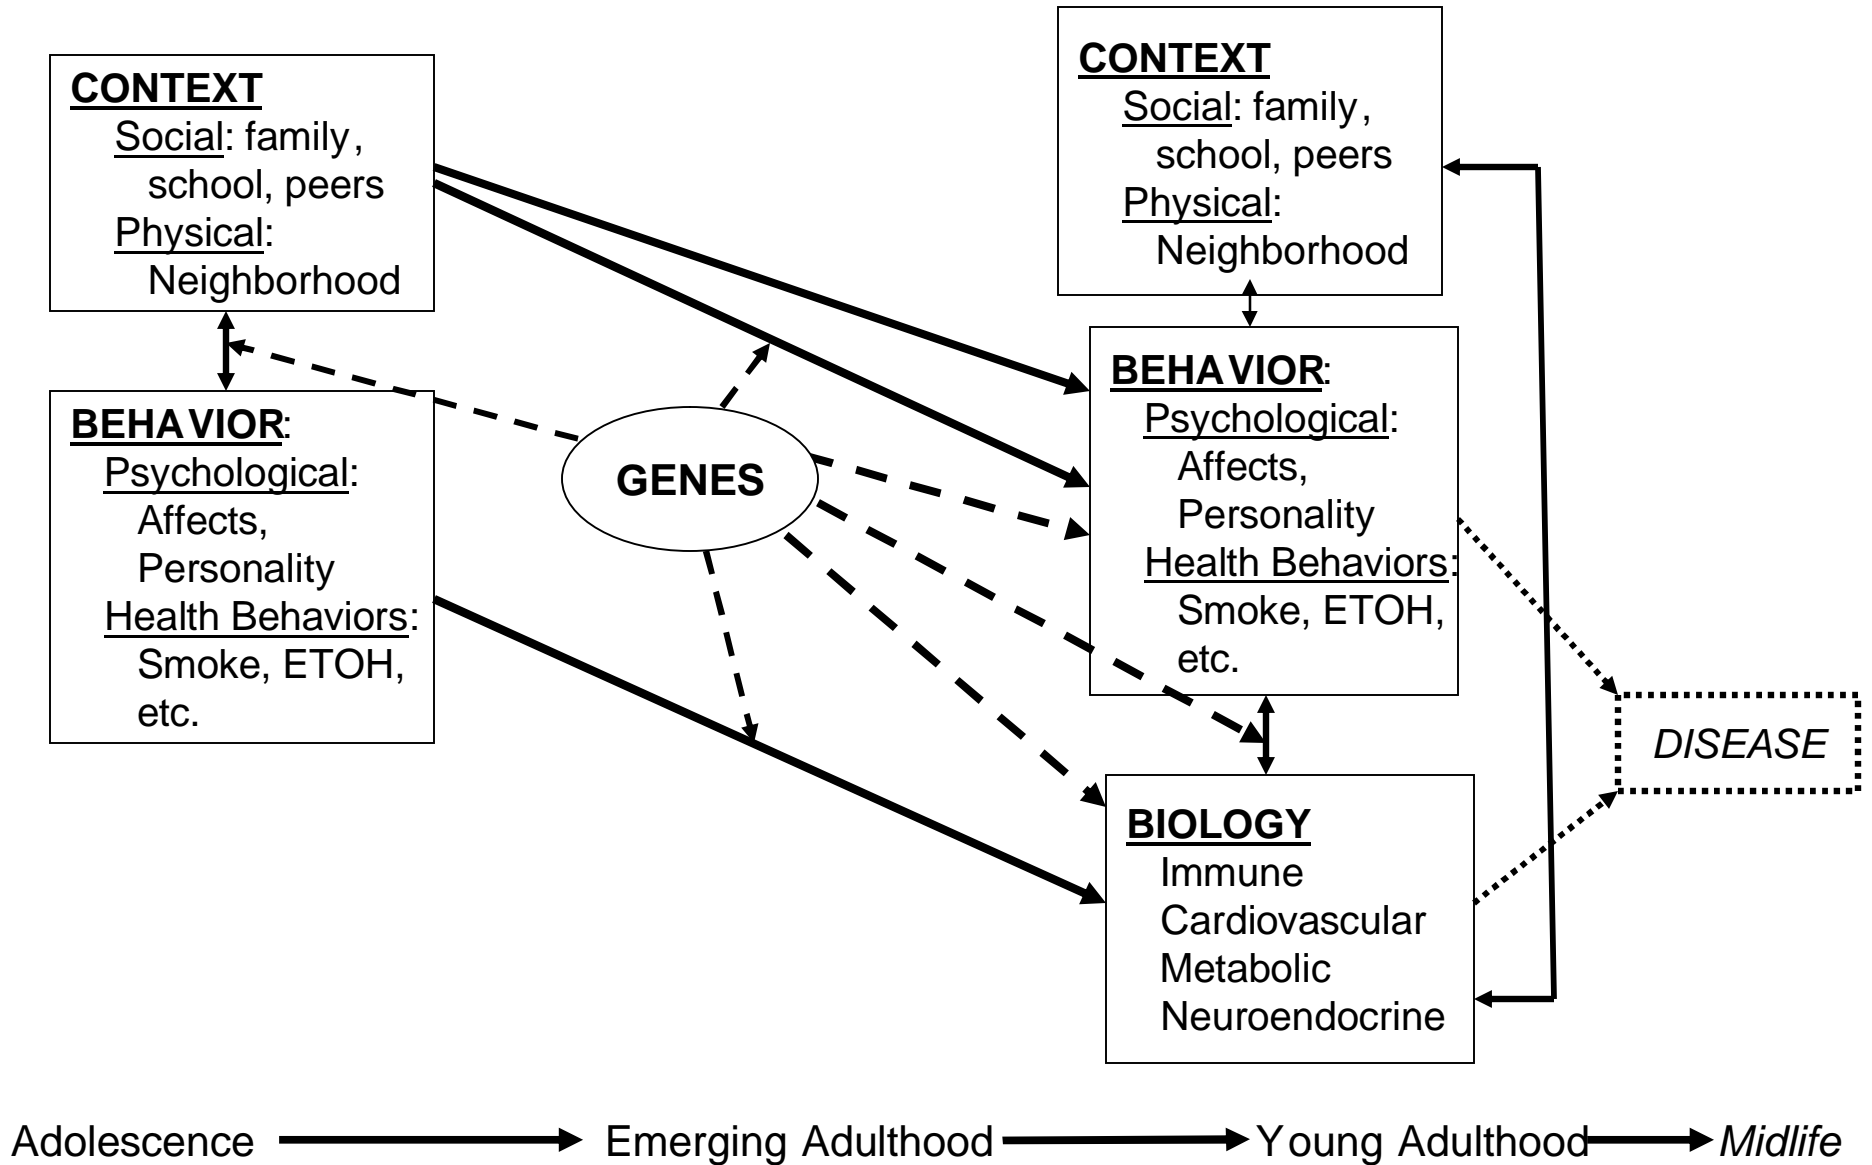 CONTEXT
Social: family,
school, peers
Physical:
Neighborhood
BEHAVIOR:
Psychological:
Affects,
Personality
Health Behaviors:
Smoke, ETOH,
etc.
GENES
CONTEXT
Social: family,
school, peers
Physical:
Neighborhood
BEHAVIOR:
Psychological:
Affects,
Personality
Health Behaviors:
Smoke, ETOH,
etc.
BIOLOGY
Immune
Cardiovascular
Metabolic
Neuroendocrine
DISEASE
Adolescence Emerging Adulthood Young Adulthood Midlife